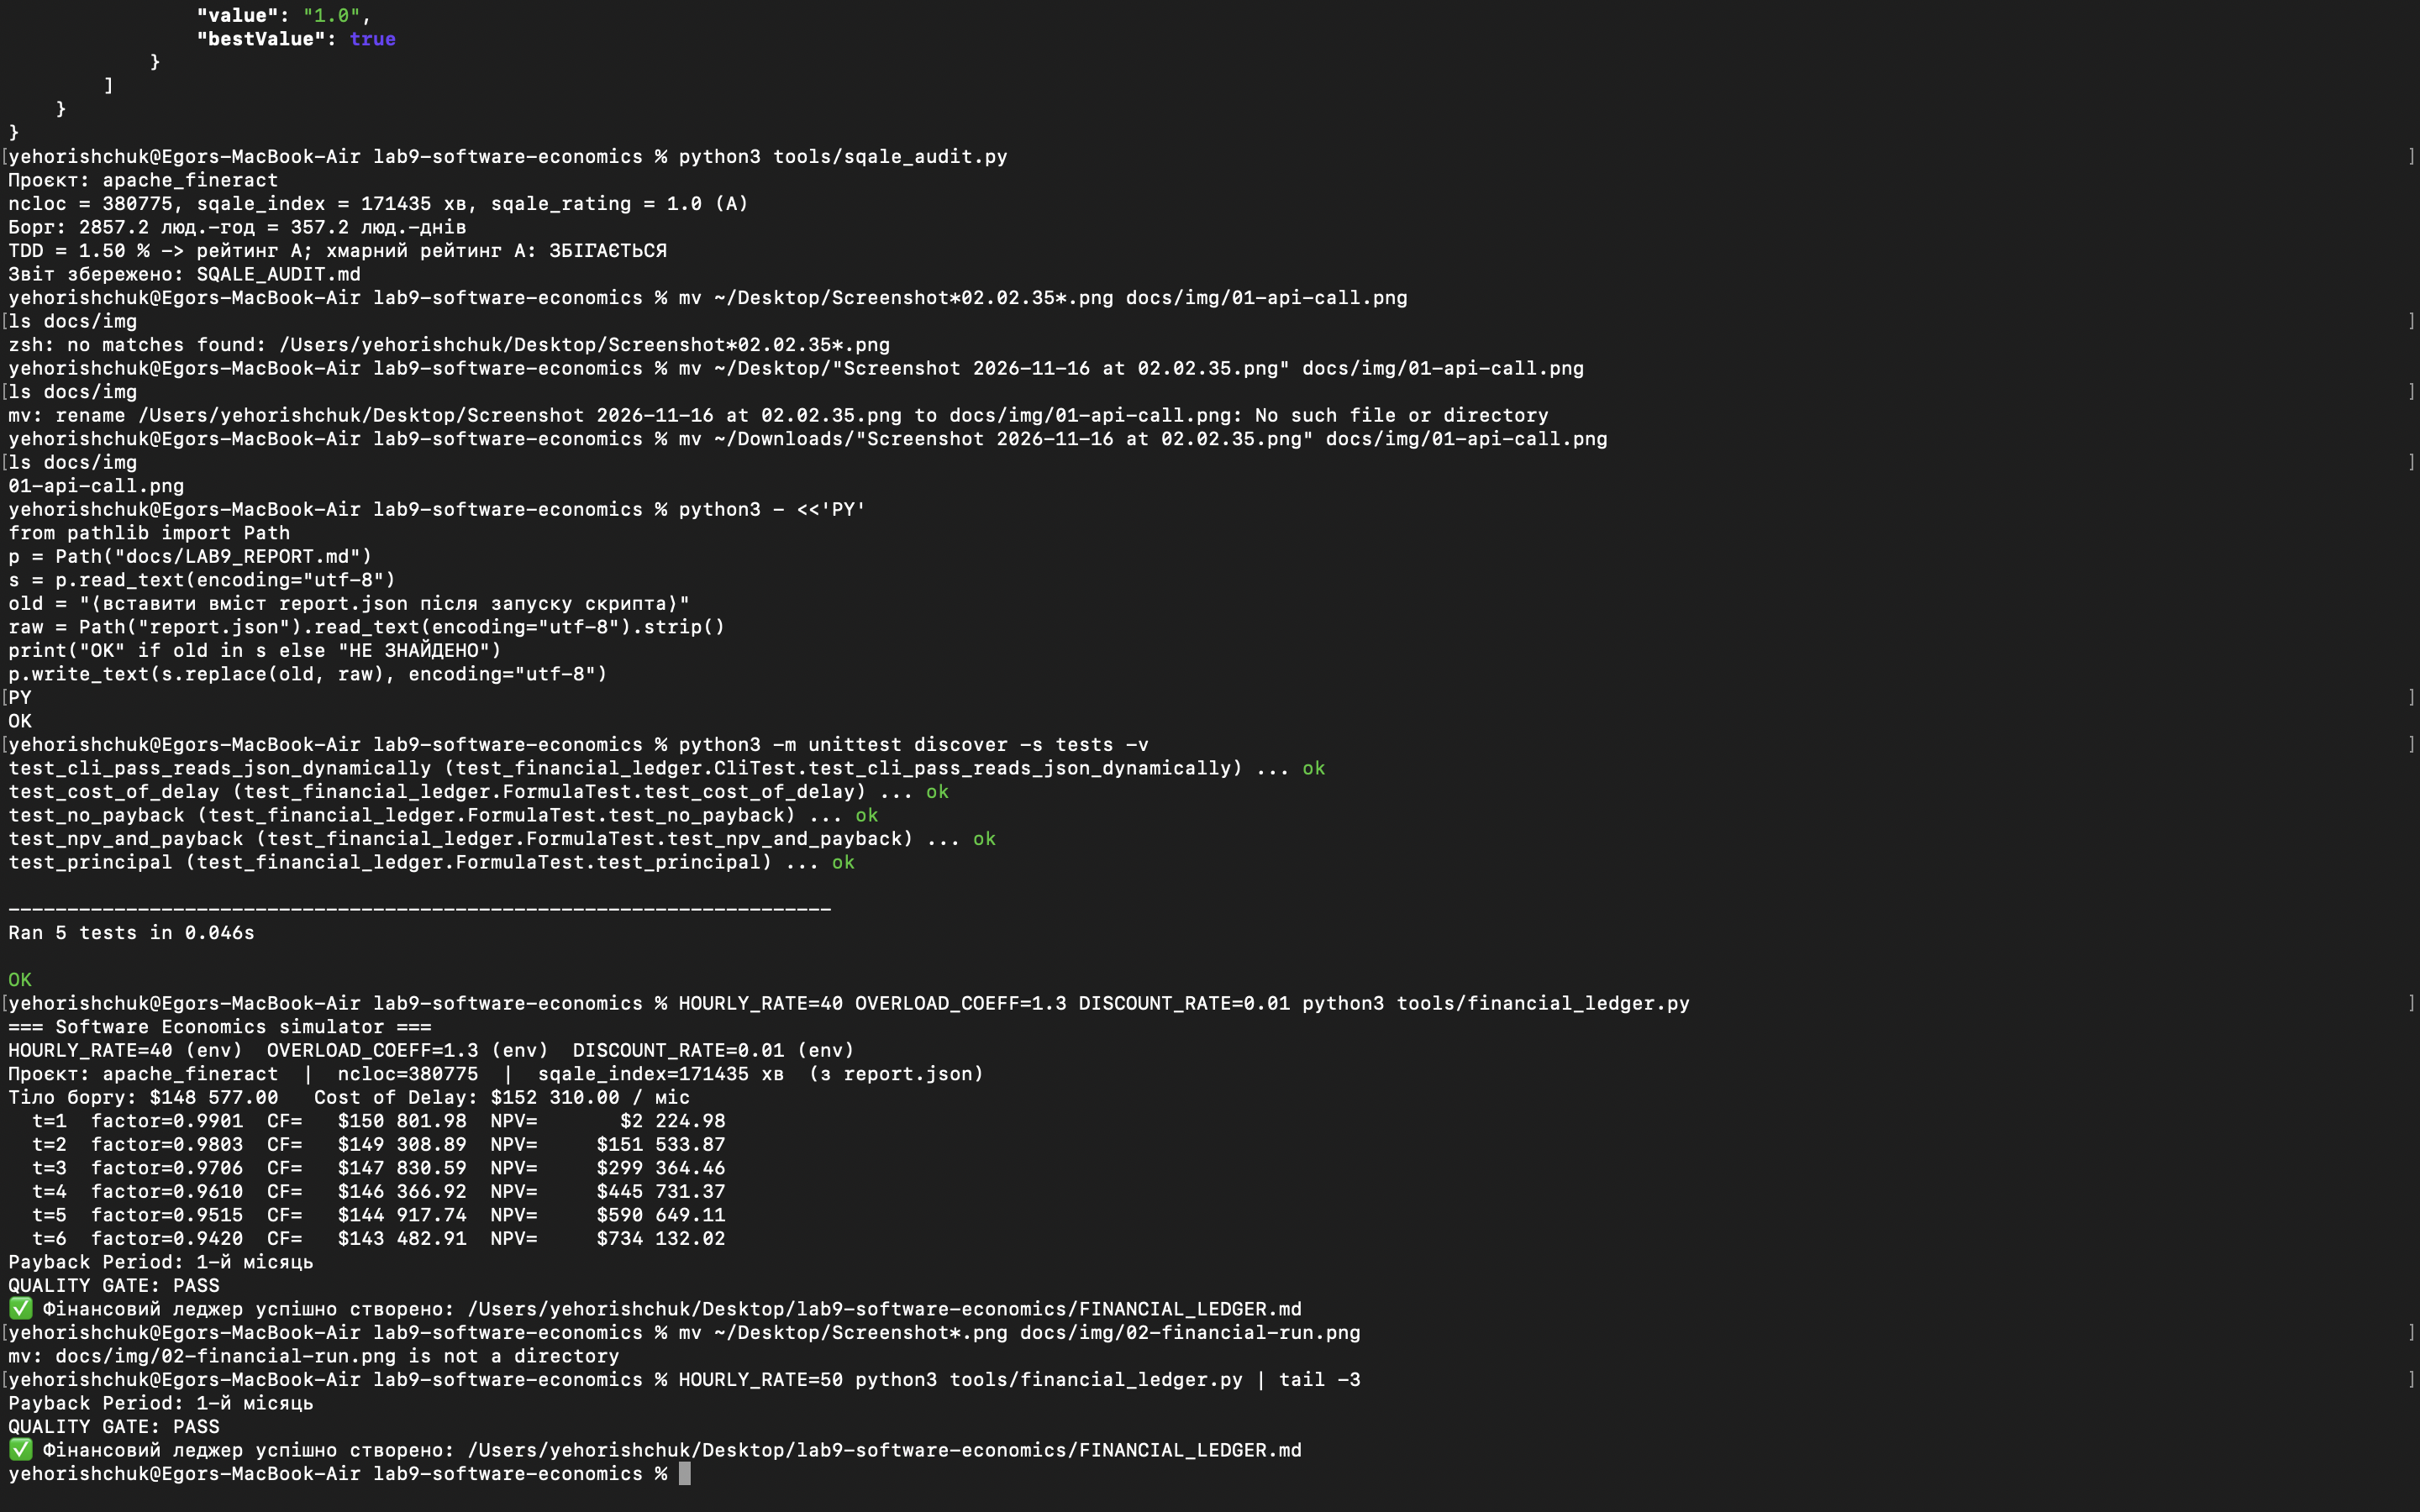 "value": "1.0",
"bestValue": true
}
]
}
}
[yehorishchuk@Egors-MacBook-Air lab9-software-economics % python3 tools/sqale_audit.py ]
Проєкт: apache_fineract
ncloc = 380775, sqale_index = 171435 хв, sqale_rating = 1.0 (A)
Борг: 2857.2 люд.-год = 357.2 люд.-днів
TDD = 1.50 % -> рейтинг A; хмарний рейтинг A: ЗБІГАЄТЬСЯ
Звіт збережено: SQALE_AUDIT.md
yehorishchuk@Egors-MacBook-Air lab9-software-economics % mv ~/Desktop/Screenshot*02.02.35*.png docs/img/01-api-call.png
[ls docs/img ]
zsh: no matches found: /Users/yehorishchuk/Desktop/Screenshot*02.02.35*.png
yehorishchuk@Egors-MacBook-Air lab9-software-economics % mv ~/Desktop/"Screenshot 2026-11-16 at 02.02.35.png" docs/img/01-api-call.png
[ls docs/img ]
mv: rename /Users/yehorishchuk/Desktop/Screenshot 2026-11-16 at 02.02.35.png to docs/img/01-api-call.png: No such file or directory
yehorishchuk@Egors-MacBook-Air lab9-software-economics % mv ~/Downloads/"Screenshot 2026-11-16 at 02.02.35.png" docs/img/01-api-call.png
[ls docs/img ]
01-api-call.png
yehorishchuk@Egors-MacBook-Air lab9-software-economics % python3 - <<'PY'
from pathlib import Path
p = Path("docs/LAB9_REPORT.md")
s = p.read_text(encoding="utf-8")
old = "⟨вставити вміст report.json після запуску скрипта⟩"
raw = Path("report.json").read_text(encoding="utf-8").strip()
print("OK" if old in s else "НЕ ЗНАЙДЕНО")
p.write_text(s.replace(old, raw), encoding="utf-8")
[PY ]
OK
[yehorishchuk@Egors-MacBook-Air lab9-software-economics % python3 -m unittest discover -s tests -v ]
test_cli_pass_reads_json_dynamically (test_financial_ledger.CliTest.test_cli_pass_reads_json_dynamically) ... ok
test_cost_of_delay (test_financial_ledger.FormulaTest.test_cost_of_delay) ... ok
test_no_payback (test_financial_ledger.FormulaTest.test_no_payback) ... ok
test_npv_and_payback (test_financial_ledger.FormulaTest.test_npv_and_payback) ... ok
test_principal (test_financial_ledger.FormulaTest.test_principal) ... ok
----------------------------------------------------------------------
Ran 5 tests in 0.046s
OK
[yehorishchuk@Egors-MacBook-Air lab9-software-economics % HOURLY_RATE=40 OVERLOAD_COEFF=1.3 DISCOUNT_RATE=0.01 python3 tools/financial_ledger.py ]
=== Software Economics simulator ===
HOURLY_RATE=40 (env)  OVERLOAD_COEFF=1.3 (env)  DISCOUNT_RATE=0.01 (env)
Проєкт: apache_fineract  |  ncloc=380775  |  sqale_index=171435 хв  (з report.json)
Тіло боргу: $148 577.00   Cost of Delay: $152 310.00 / міс
t=1  factor=0.9901  CF=   $150 801.98  NPV=       $2 224.98
t=2  factor=0.9803  CF=   $149 308.89  NPV=     $151 533.87
t=3  factor=0.9706  CF=   $147 830.59  NPV=     $299 364.46
t=4  factor=0.9610  CF=   $146 366.92  NPV=     $445 731.37
t=5  factor=0.9515  CF=   $144 917.74  NPV=     $590 649.11
t=6  factor=0.9420  CF=   $143 482.91  NPV=     $734 132.02
Payback Period: 1-й місяць
QUALITY GATE: PASS
✅ Фінансовий леджер успішно створено: /Users/yehorishchuk/Desktop/lab9-software-economics/FINANCIAL_LEDGER.md
[yehorishchuk@Egors-MacBook-Air lab9-software-economics % mv ~/Desktop/Screenshot*.png docs/img/02-financial-run.png ]
mv: docs/img/02-financial-run.png is not a directory
[yehorishchuk@Egors-MacBook-Air lab9-software-economics % HOURLY_RATE=50 python3 tools/financial_ledger.py | tail -3 ]
Payback Period: 1-й місяць
QUALITY GATE: PASS
✅ Фінансовий леджер успішно створено: /Users/yehorishchuk/Desktop/lab9-software-economics/FINANCIAL_LEDGER.md
yehorishchuk@Egors-MacBook-Air lab9-software-economics %